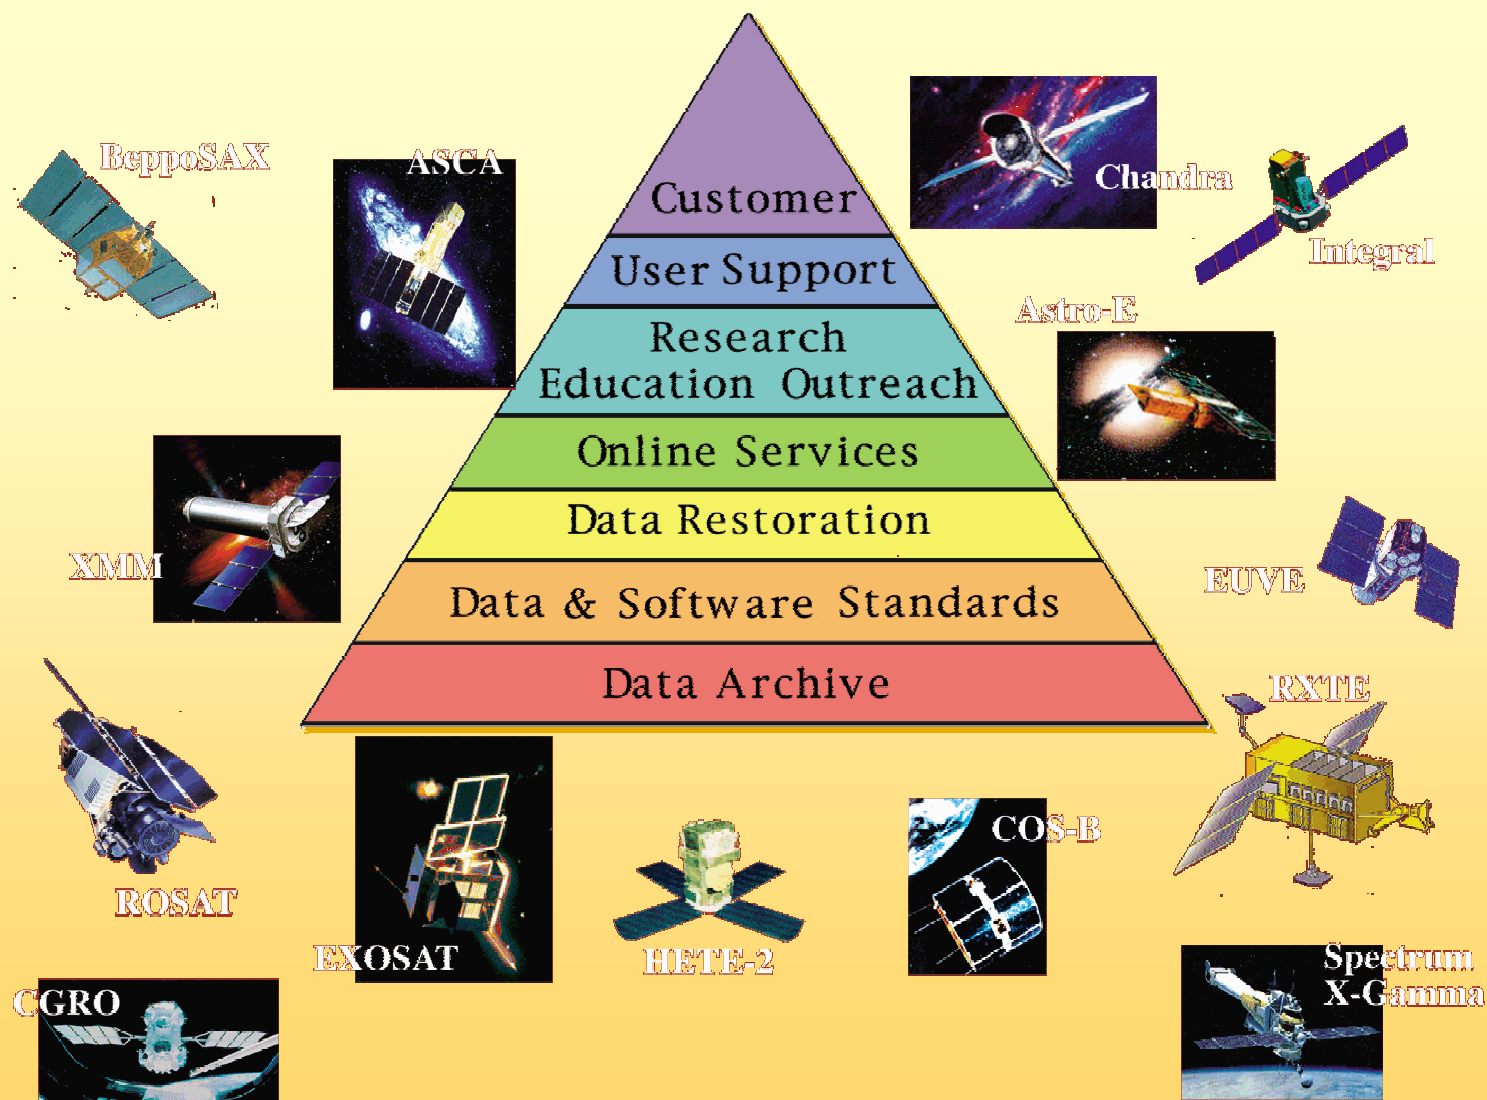 BeppoSAX
ASCA
Chandra
Integral
Astro-E
Customer
User Support
Research
Education Outreach
Online Services
Data Restoration
Data & Software Standards
Data Archive
XMM
EUVE
RXTE
ROSAT
EXOSAT
HETE-2
COS-B
CGRO
Spectrum
X-Gamma